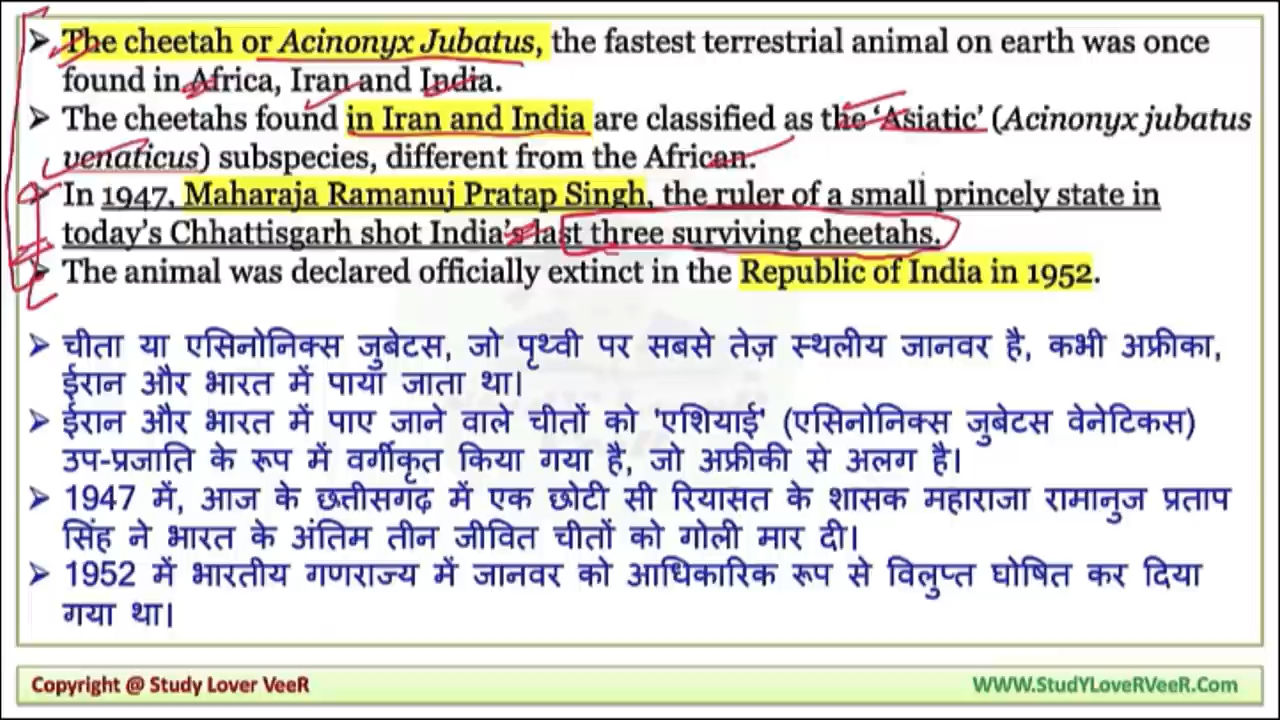 ➤ The cheetah or Acinonyx Jubatus, the fastest terrestrial animal on earth was once
found in Africa, Iran and India.
➤ The cheetahs found in Iran and India are classified as the ‘Asiatic’ (Acinonyx jubatus
venaticus) subspecies, different from the African.
➤ In 1947, Maharaja Ramanuj Pratap Singh, the ruler of a small princely state in
today’s Chhattisgarh shot India’s last three surviving cheetahs.
➤ The animal was declared officially extinct in the Republic of India in 1952.
➤ चीता या एसिनोनिक्स जुबेटस, जो पृथ्वी पर सबसे तेज़ स्थलीय जानवर है, कभी अफ्रीका,
ईरान और भारत में पाया जाता था।
➤ ईरान और भारत में पाए जाने वाले चीतों को 'एशियाई' (एसिनोनिक्स जुबेटस वेनेटिकस)
उप-प्रजाति के रूप में वर्गीकृत किया गया है, जो अफ्रीकी से अलग है।
➤ 1947 में, आज के छत्तीसगढ़ में एक छोटी सी रियासत के शासक महाराजा रामानुज प्रताप
सिंह ने भारत के अंतिम तीन जीवित चीतों को गोली मार दी।
➤ 1952 में भारतीय गणराज्य में जानवर को आधिकारिक रूप से विलुप्त घोषित कर दिया
गया था।
Copyright @ Study Lover VeeR
WWW.StudYLoveRVeeR.Com